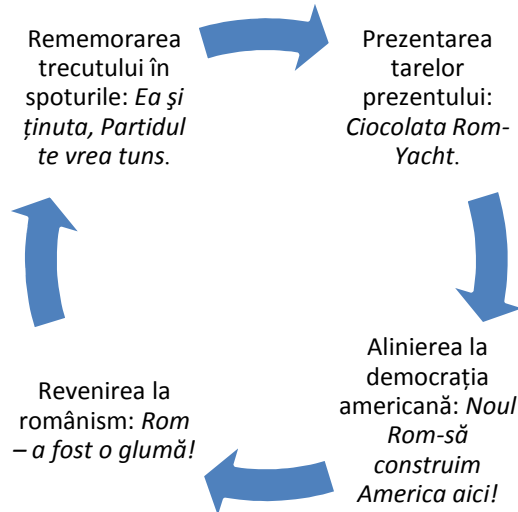 Rememorarea
trecutului în
spoturile: Ea şi
ținuta, Partidul
te vrea tuns.
Prezentarea
tarelor
prezentului:
Ciocolata Rom-
Yacht.
Alinierea la
democrația
americană: Noul
Rom-să
construim
America aici!
Revenirea la
românism: Rom
– a fost o glumă!